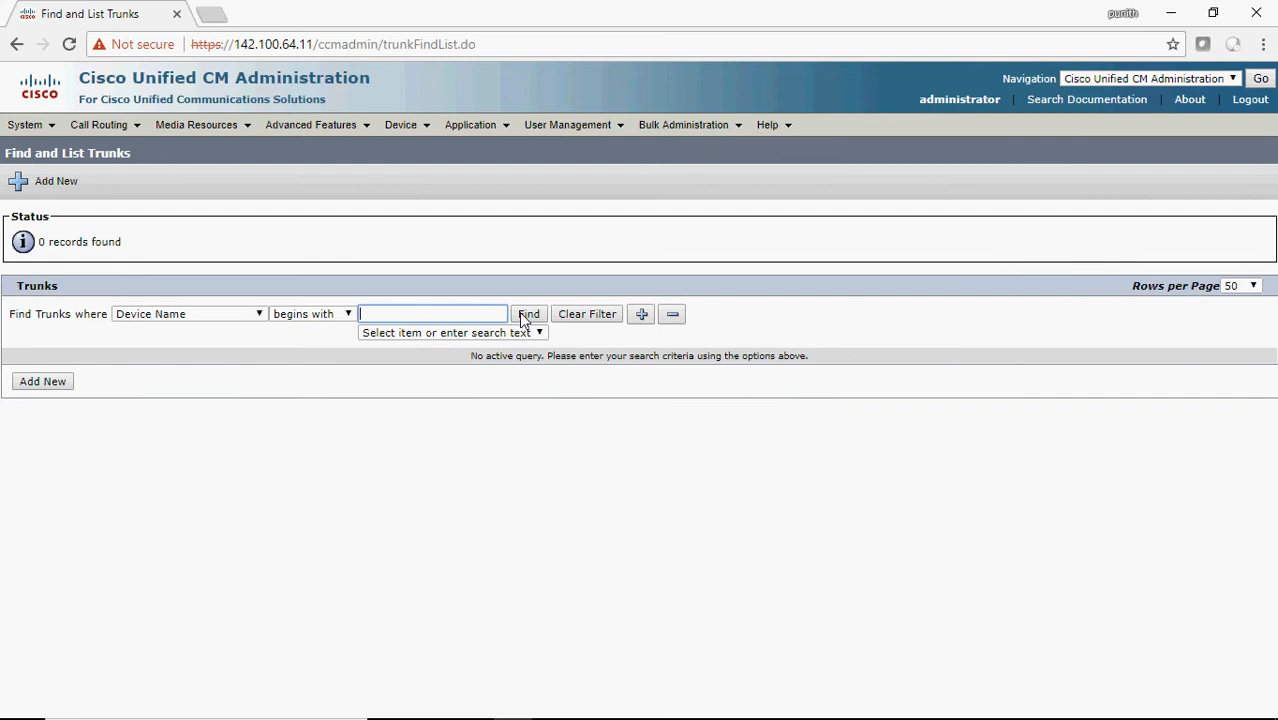 Find and List Trunks
punith
Not secure https://142.100.64.11/ccmadmin/trunkFindList.do
Cisco Unified CM Administration
For Cisco Unified Communications Solutions
CISCO
Navigation Cisco Unified CM Administration Go
administrator Search Documentation About Logout
System Call Routing Media Resources Advanced Features Device Application User Management Bulk Administration Help
Find and List Trunks
Add New
Status
0 records found
Trunks Rows per Page 50
Find Trunks where Device Name begins with Find Clear Filter
Select item or enter search text
No active query. Please enter your search criteria using the options above.
Add New